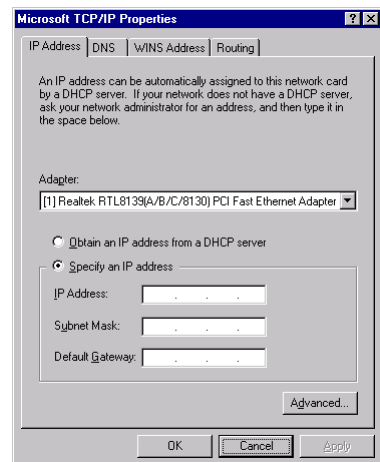 Microsoft TCP/IP Properties
IP Address DNS WINS Address Routing
An IP address can be automatically assigned to this network card
by a DHCP server. If your network does not have a DHCP server,
ask your network administrator for an address, and then type it in
the space below.
Adapter:
[1] Realtek RTL8139(A/B/C/8130) PCI Fast Ethernet Adapter
Obtain an IP address from a DHCP server
Specify an IP address
IP Address: . . .
Subnet Mask: . . .
Default Gateway: . . .
Advanced...
OK Cancel Apply